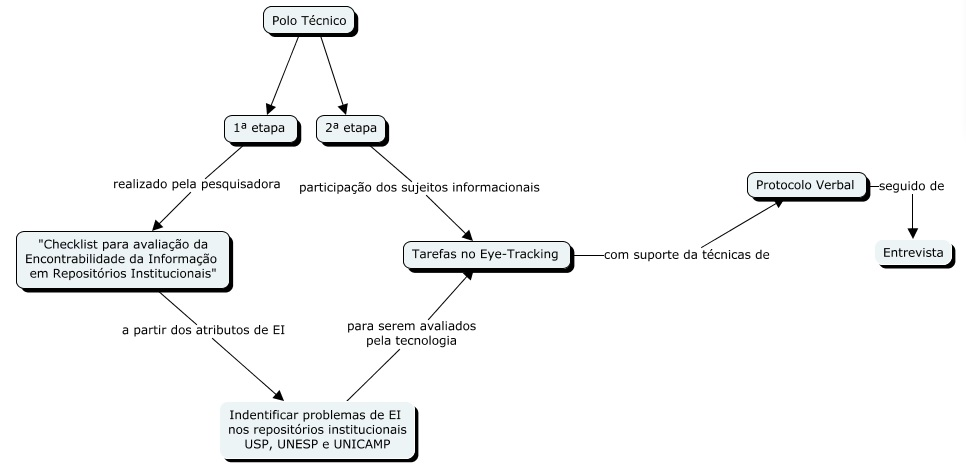 Polo Técnico
1ª etapa
2ª etapa
realizado pela pesquisadora
participação dos sujeitos informacionais
Protocolo Verbal
seguido de
"Checklist para avaliação da
Encontrabilidade da Informação
em Repositórios Institucionais"
Tarefas no Eye-Tracking
com suporte da técnicas de
Entrevista
a partir dos atributos de EI
para serem avaliados
pela tecnologia
Indentificar problemas de EI
nos repositórios institucionais
USP, UNESP e UNICAMP